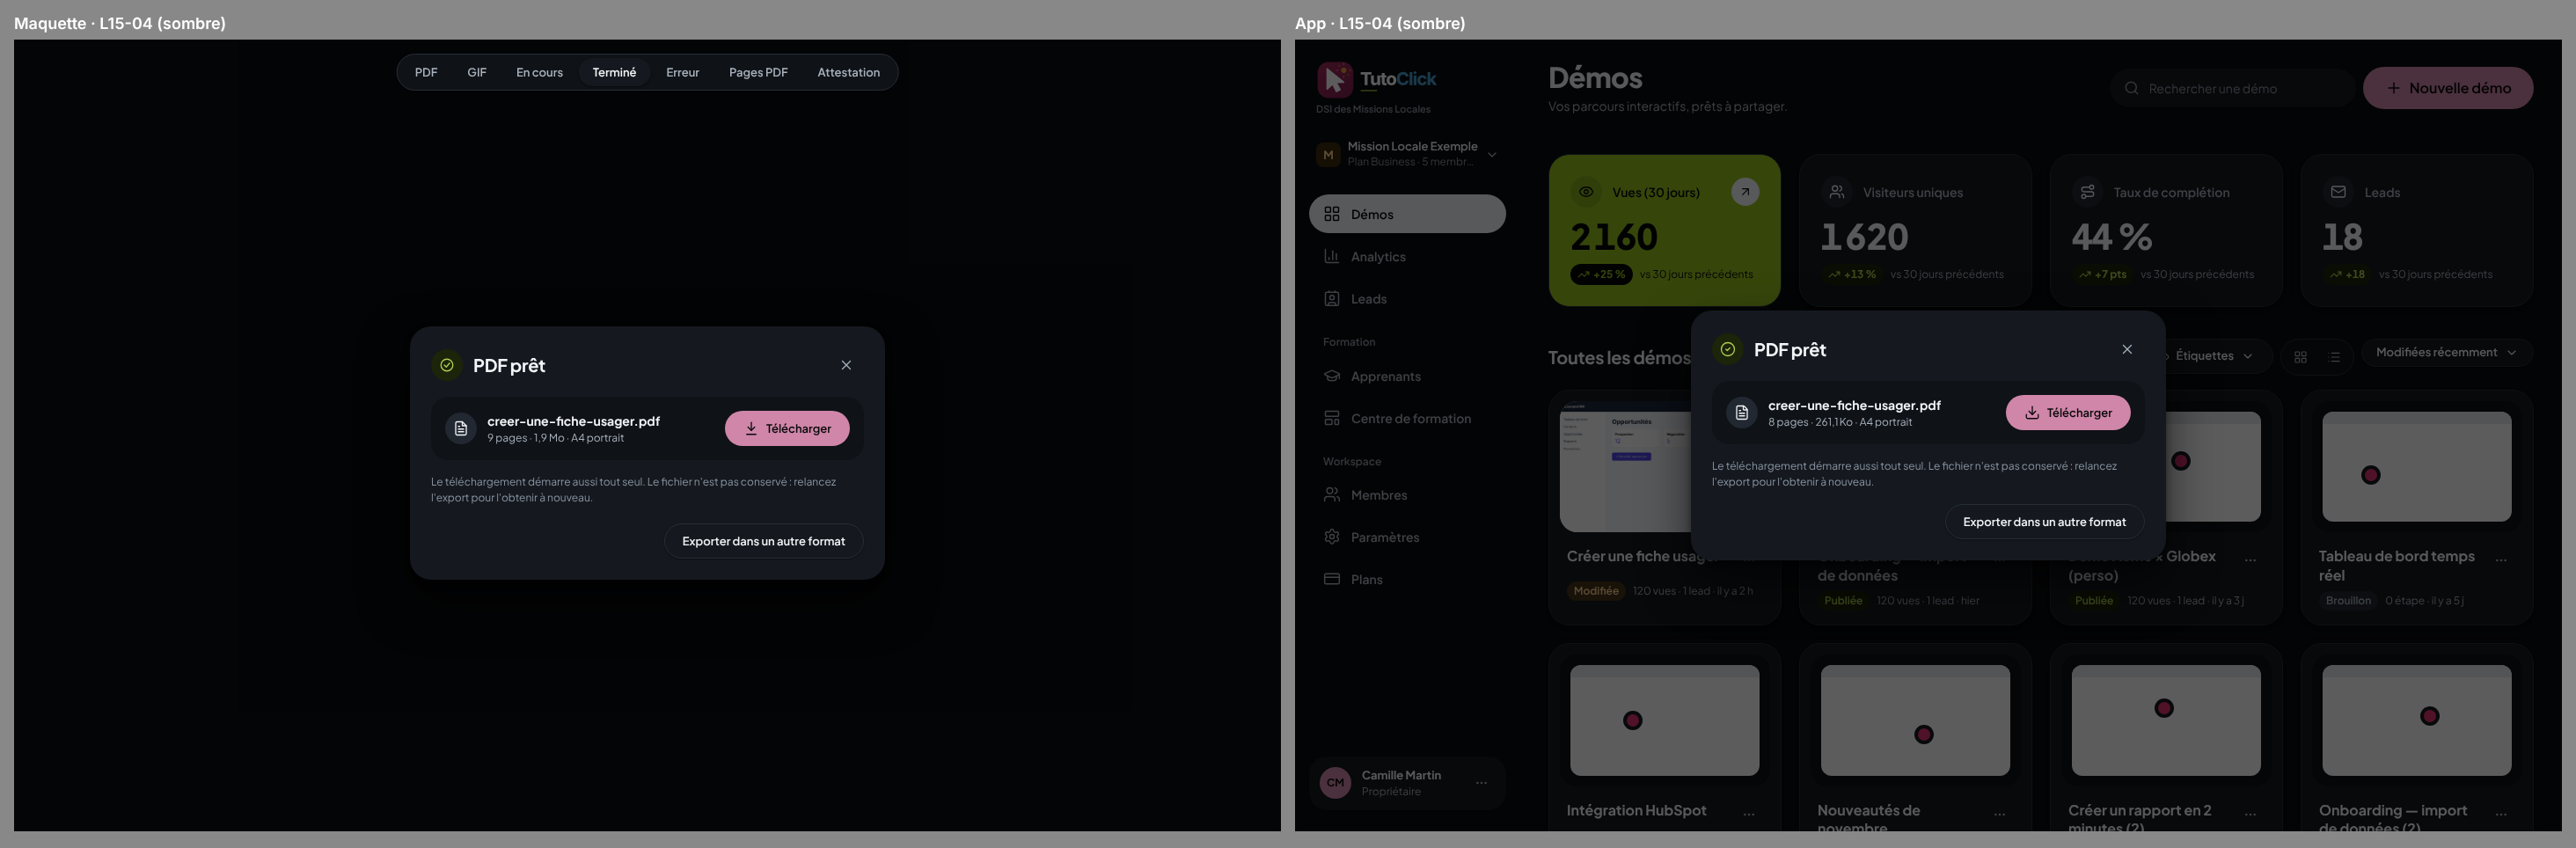 Maquette · L15-04 (sombre)
PDF
GIF
En cours
Terminé
Erreur
Pages PDF
Attestation
PDF prêt
creer-une-fiche-usager.pdf
9 pages · 1,9 Mo · A4 portrait
Télécharger
Le téléchargement démarre aussi tout seul. Le fichier n'est pas conservé : relancez
l'export pour l'obtenir à nouveau.
Exporter dans un autre format
App · L15-04 (sombre)
TutoClick
DSI des Missions Locales
M
Mission Locale Exemple
Plan Business · 5 membr...
Démos
Analytics
Leads
Formation
Apprenants
Centre de formation
Workspace
Membres
Paramètres
Plans
CM
Camille Martin
Propriétaire
Démos
Vos parcours interactifs, prêts à partager.
Rechercher une démo
Nouvelle démo
Vues (30 jours)
2 160
+25 % vs 30 jours précédents
Visiteurs uniques
1 620
+13 % vs 30 jours précédents
Taux de complétion
44 %
+7 pts vs 30 jours précédents
Leads
18
+18 vs 30 jours précédents
Toutes les démos
Étiquettes
Modifiées récemment
PDF prêt
creer-une-fiche-usager.pdf
8 pages · 261,1 Ko · A4 portrait
Télécharger
Le téléchargement démarre aussi tout seul. Le fichier n'est pas conservé : relancez
l'export pour l'obtenir à nouveau.
Exporter dans un autre format
Opportunités
Créer une fiche usager
Modifiée 120 vues · 1 lead · il y a 2 h
de données
Publiée 120 vues · 1 lead · hier
× Globex
(perso)
Publiée 120 vues · 1 lead · il y a 3 j
Tableau de bord temps
réel
Brouillon 0 étape · il y a 5 j
Intégration HubSpot
Nouveautés de
novembre
Créer un rapport en 2
minutes (2)
Onboarding — import
de données (2)